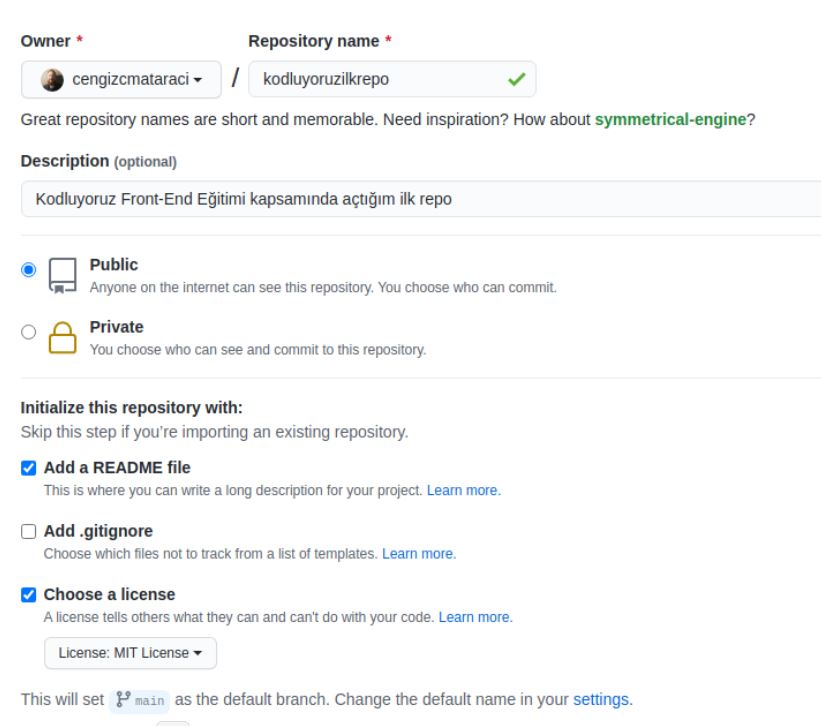 Owner * Repository name *
cengizcmataraci / kodluyoruzilkrepo
Great repository names are short and memorable. Need inspiration? How about symmetrical-engine?
Description (optional)
Kodluyoruz Front-End Eğitimi kapsamında açtığım ilk repo
Public
Anyone on the internet can see this repository. You choose who can commit.
Private
You choose who can see and commit to this repository.
Initialize this repository with:
Skip this step if you're importing an existing repository.
Add a README file
This is where you can write a long description for your project. Learn more.
Add .gitignore
Choose which files not to track from a list of templates. Learn more.
Choose a license
A license tells others what they can and can't do with your code. Learn more.
License: MIT License
This will set main as the default branch. Change the default name in your settings.